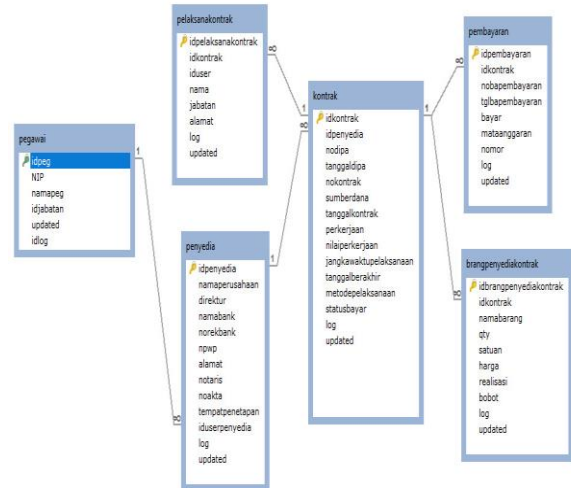 pelaksanakontrak
idpelaksanakontrak
idkontrak
iduser
nama
jabatan
alamat
log
updated
pembayaran
idpembayaran
idkontrak
nobapembayaran
tglbapembayaran
bayar
mataanggaran
nomor
log
updated
kontrak
idkontrak
idpenyedia
nodipa
tanggaldipa
nokontrak
sumberdana
tanggalkontrak
perkerjaan
nilaiperkerjaan
jangkawaktupelaksanaan
tanggalberakhir
metodepelaksanaan
statusbayar
log
updated
pegawai
idpeg
NIP
namapeg
idjabatan
updated
idlog
penyedia
idpenyedia
namaperusahaan
direktur
namabank
norekbank
npwp
alamat
notaris
noakta
tempatpenetapan
iduserpenyedia
log
updated
brangpenyediakontrak
idbrangpenyediakontrak
idkontrak
namabarang
qty
satuan
harga
realisasi
bobot
log
updated
1
∞
∞
1
1
∞
1
∞
∞
1